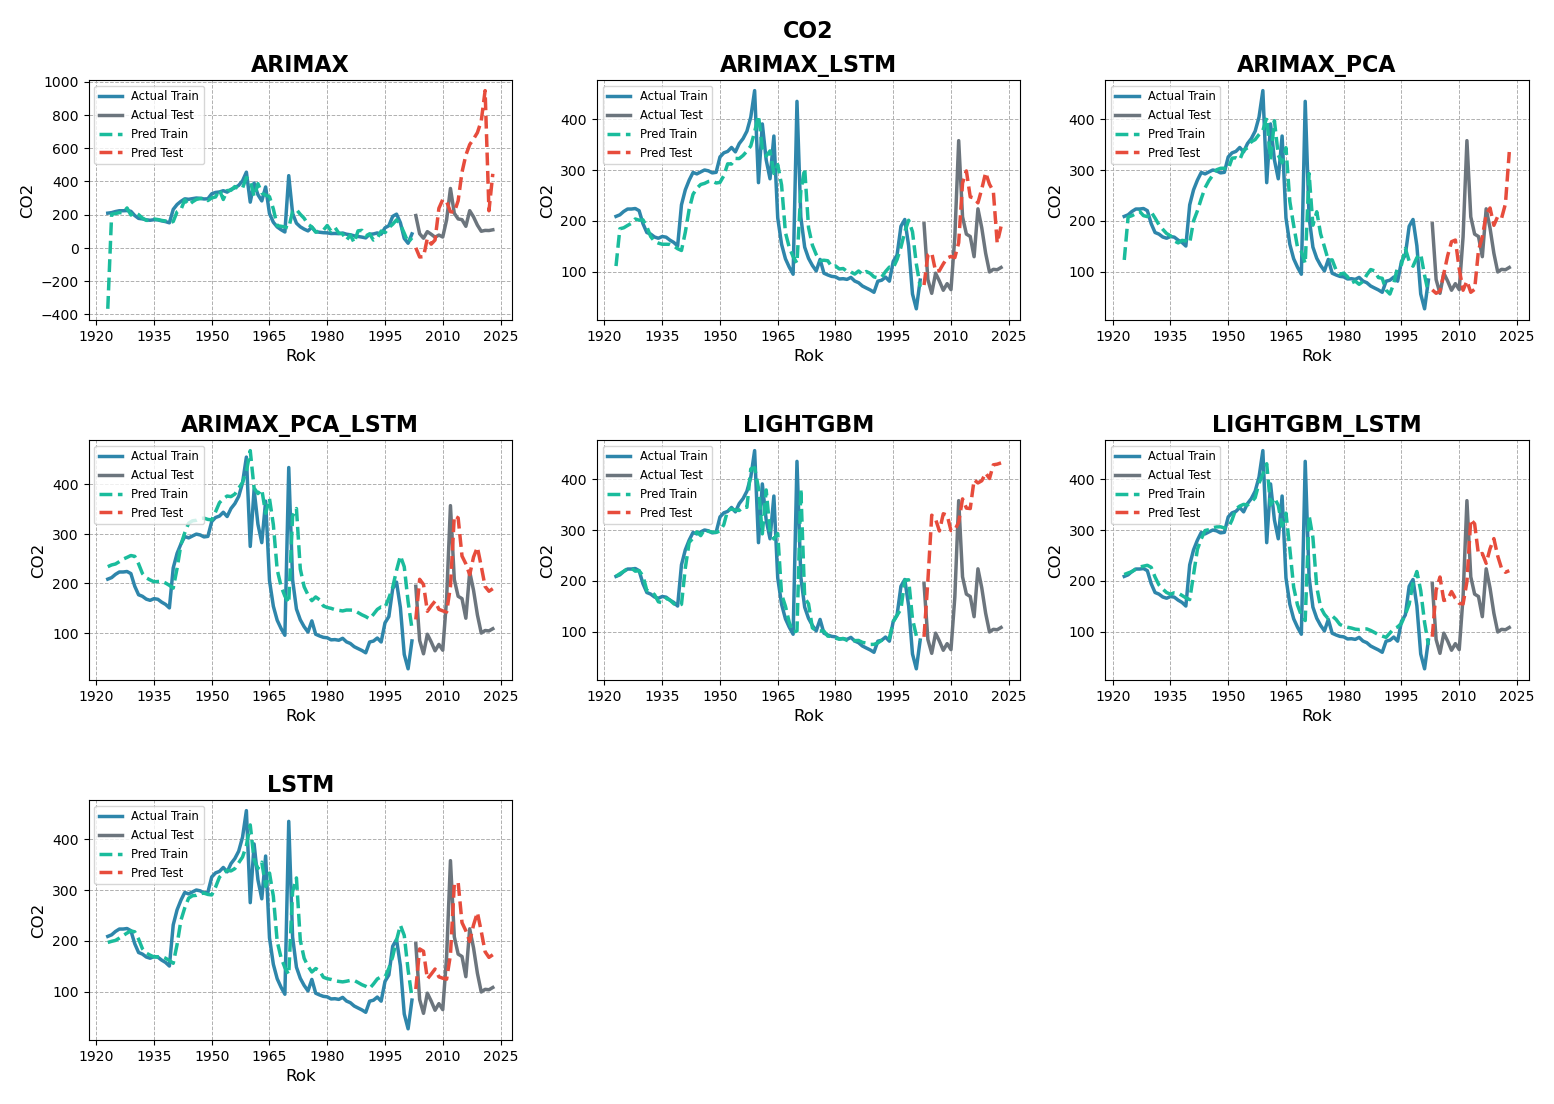 CO2
ARIMAX
ARIMAX_LSTM
ARIMAX_PCA
1000
800
600
400
200
0
−200
−400
CO2
Actual Train
Actual Test
Pred Train
Pred Test
1920 1935 1950 1965 1980 1995 2010 2025
Rok
400
300
200
100
CO2
Actual Train
Actual Test
Pred Train
Pred Test
1920 1935 1950 1965 1980 1995 2010 2025
Rok
400
300
200
100
CO2
Actual Train
Actual Test
Pred Train
Pred Test
1920 1935 1950 1965 1980 1995 2010 2025
Rok
ARIMAX_PCA_LSTM
LIGHTGBM
LIGHTGBM_LSTM
400
300
200
100
CO2
Actual Train
Actual Test
Pred Train
Pred Test
1920 1935 1950 1965 1980 1995 2010 2025
Rok
400
300
200
100
CO2
Actual Train
Actual Test
Pred Train
Pred Test
1920 1935 1950 1965 1980 1995 2010 2025
Rok
400
300
200
100
CO2
Actual Train
Actual Test
Pred Train
Pred Test
1920 1935 1950 1965 1980 1995 2010 2025
Rok
LSTM
400
300
200
100
CO2
Actual Train
Actual Test
Pred Train
Pred Test
1920 1935 1950 1965 1980 1995 2010 2025
Rok